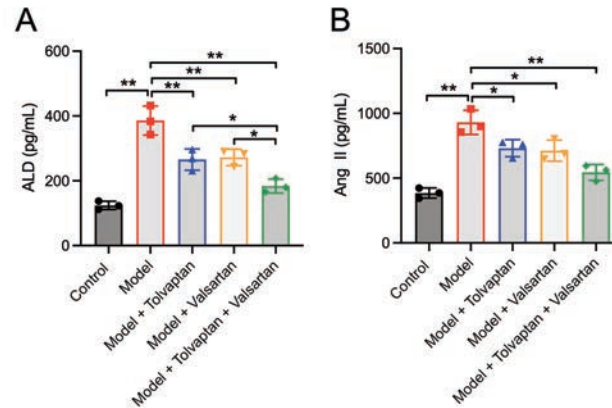 A
ALD (pg/mL)
600
400
200
0
**
**
**
**
*
*
Control
Model
Model + Tolvaptan
Model + Valsartan
Model + Tolvaptan + Valsartan
B
Ang II (pg/mL)
1500
1000
500
0
**
*
*
**
Control
Model
Model + Tolvaptan
Model + Valsartan
Model + Tolvaptan + Valsartan